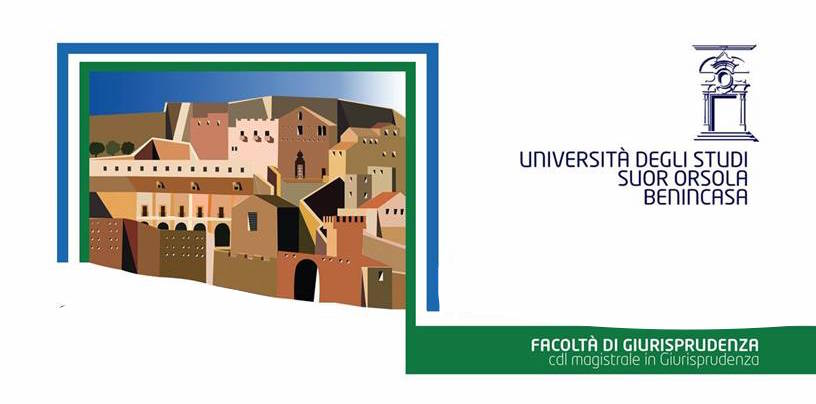 UNIVERSITÀ DEGLI STUDI
SUOR ORSOLA
BENINCASA
FACOLTÀ DI GIURISPRUDENZA
cdl magistrale in Giurisprudenza